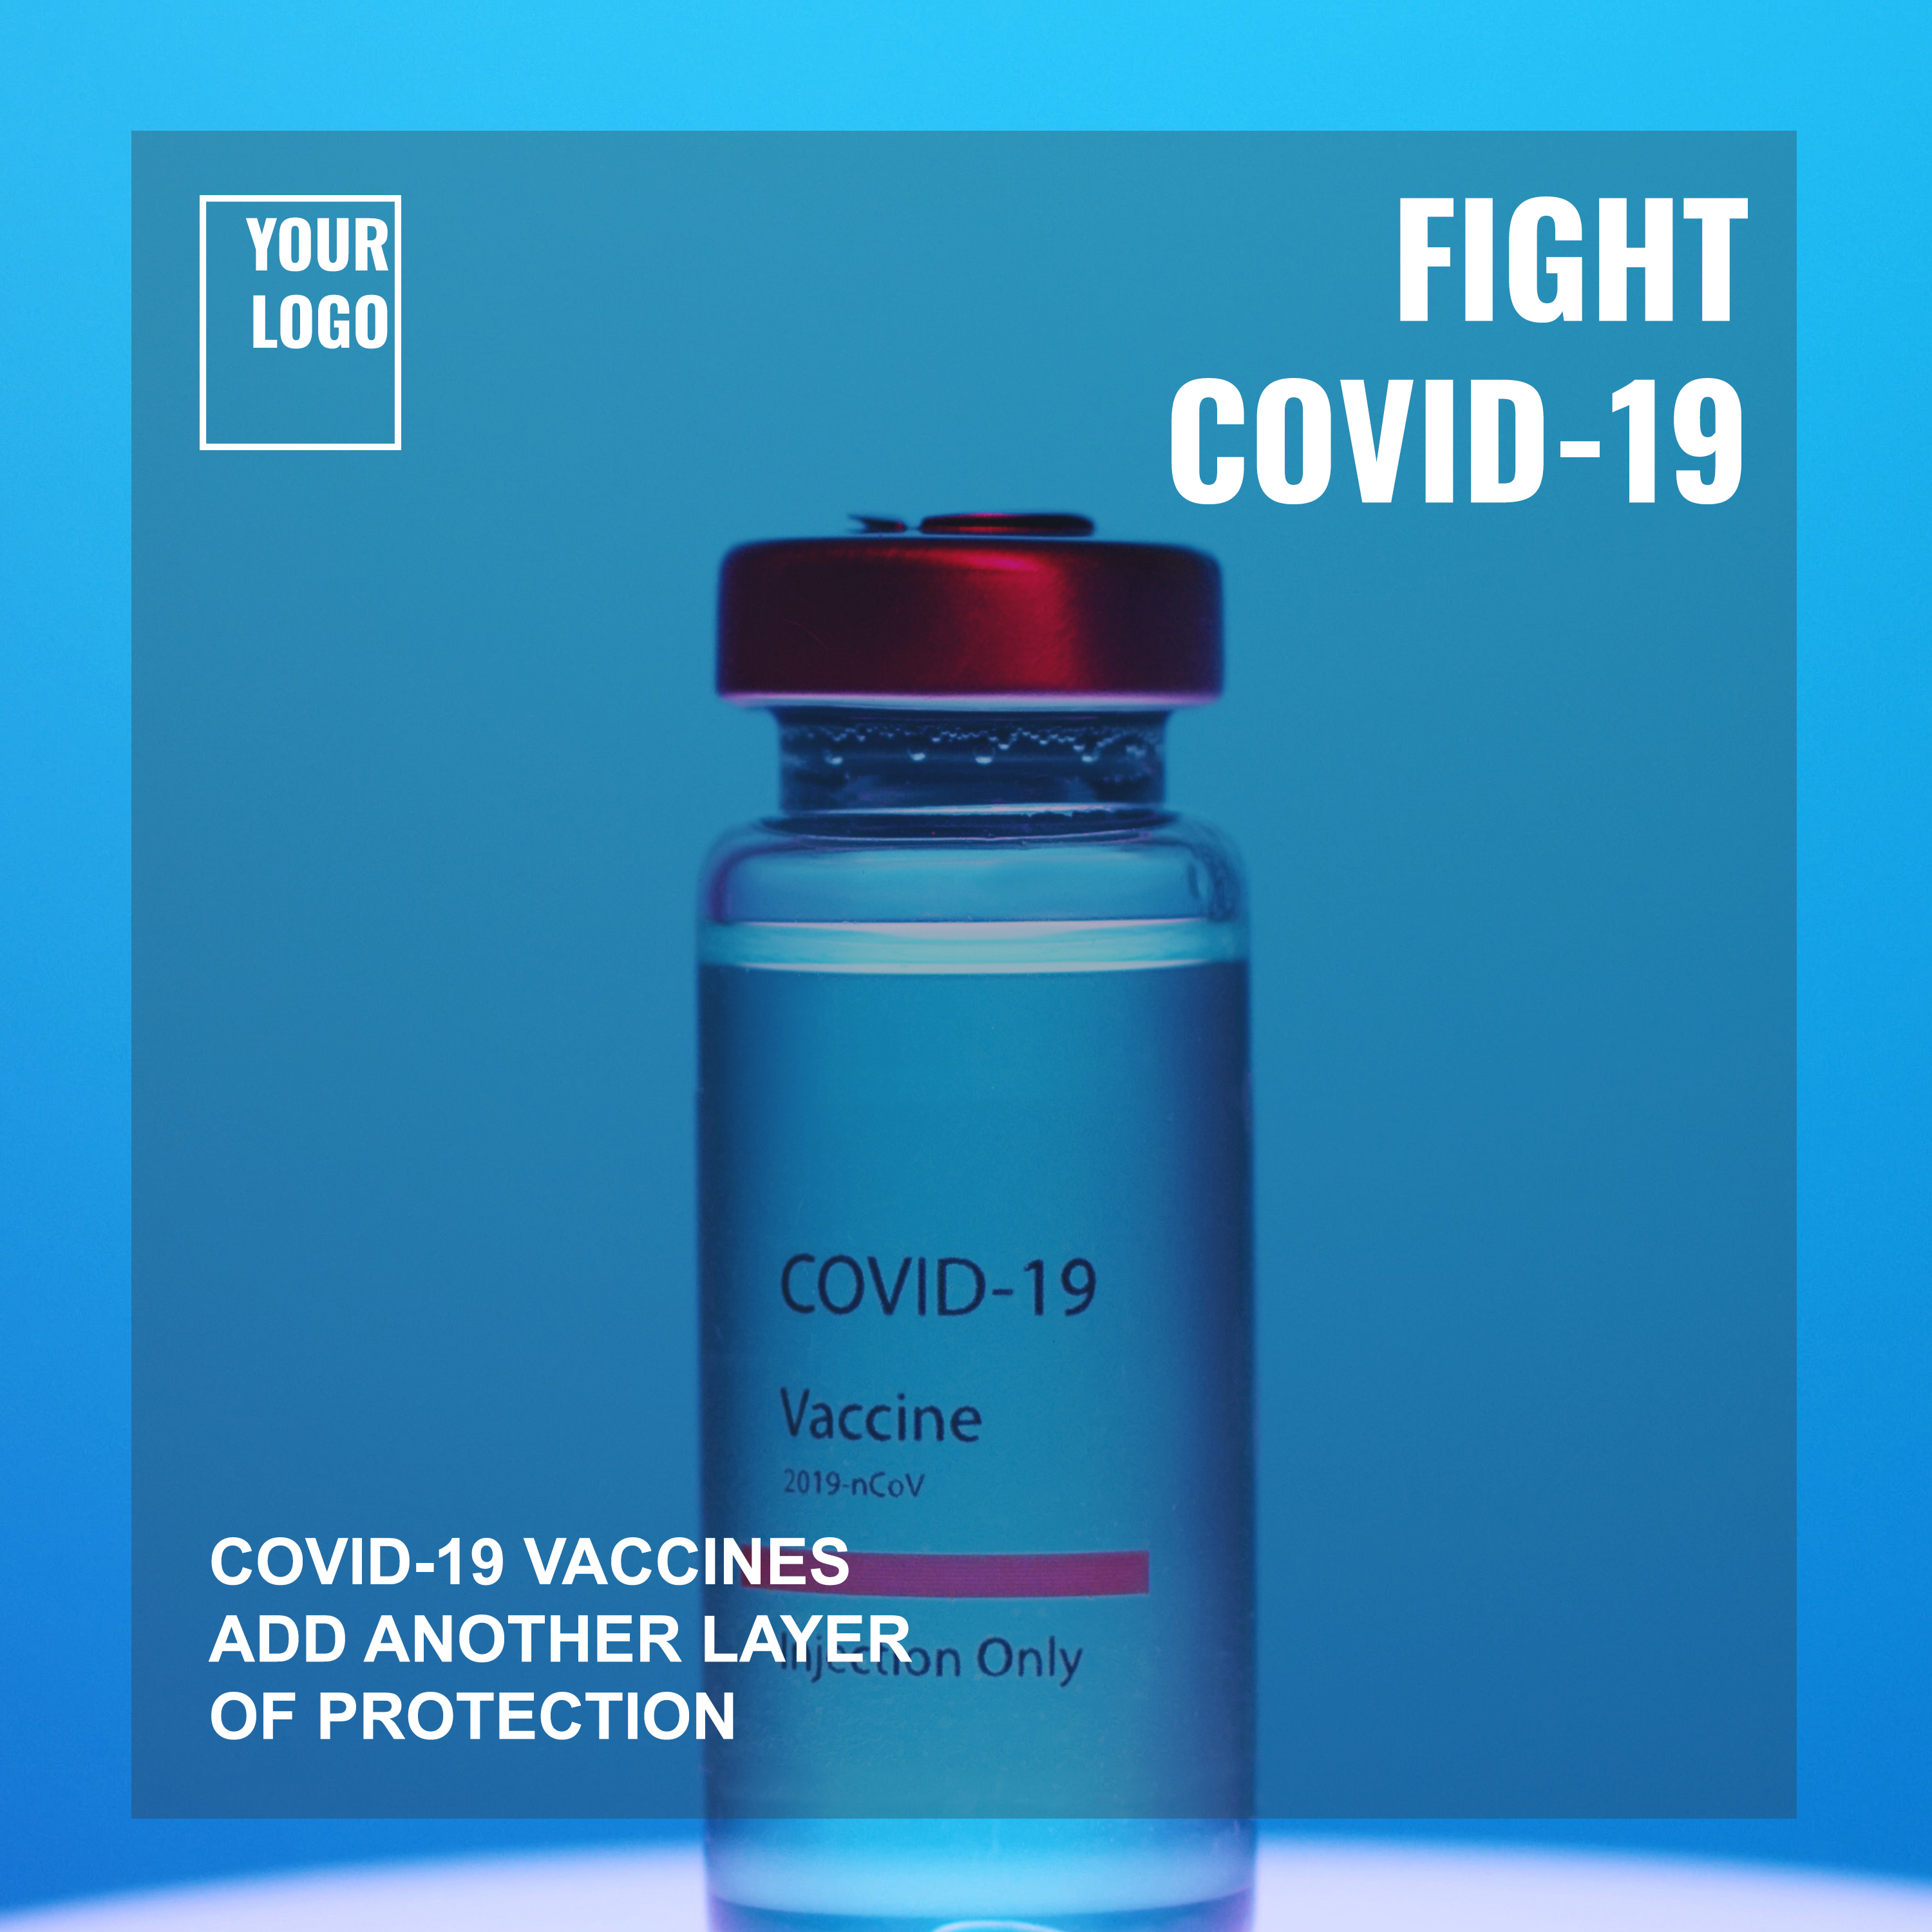 YOUR
LOGO
FIGHT
COVID-19
COVID-19
Vaccine
2019-nCoV
COVID-19 VACCINES
ADD ANOTHER LAYER
OF PROTECTION
Injection Only